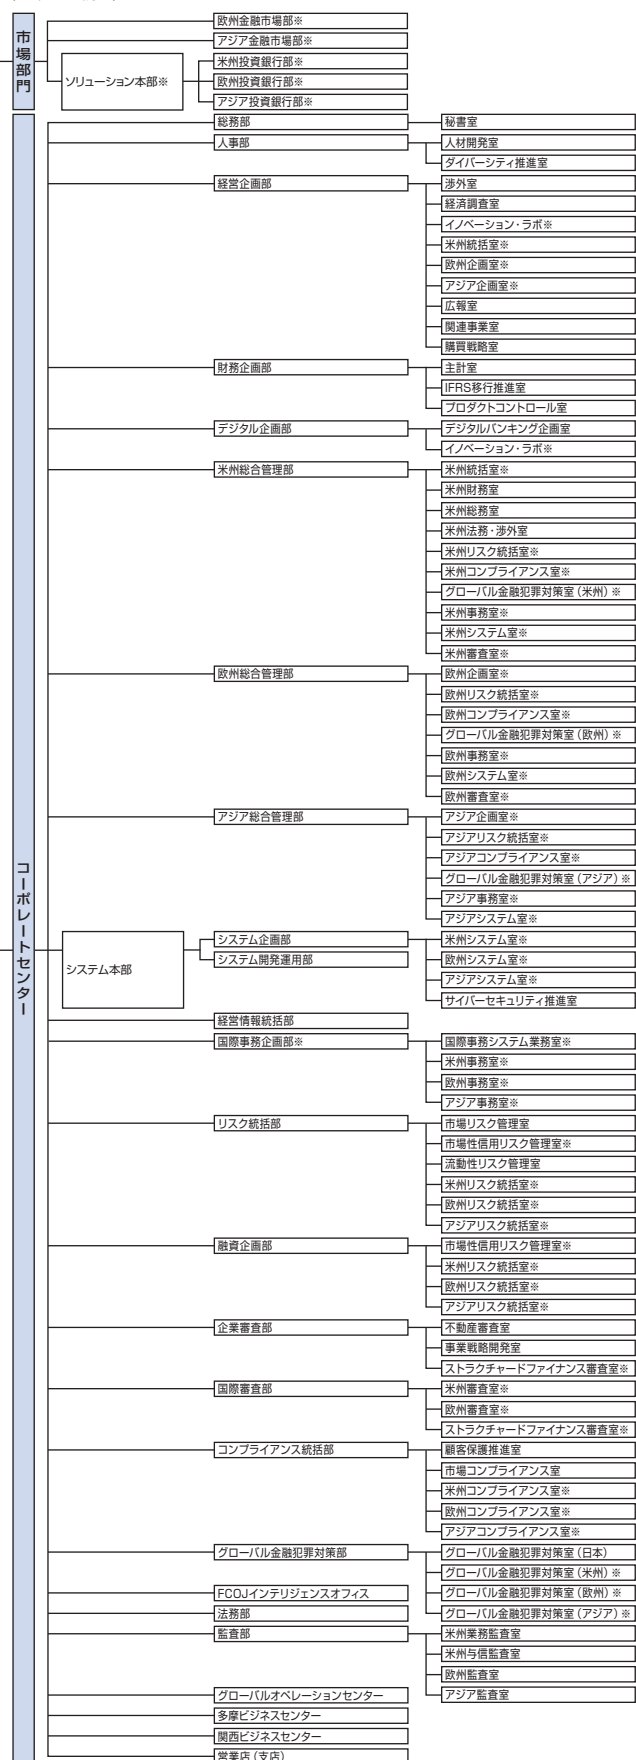 市場部門
欧州金融市場部※
アジア金融市場部※
ソリューション本部※
米州投資銀行部※
欧州投資銀行部※
アジア投資銀行部※
コーポレートセンター
総務部
秘書室
人事部
人材開発室
ダイバーシティ推進室
経営企画部
渉外室
経済調査室
イノベーション・ラボ※
米州統括室※
欧州企画室※
アジア企画室※
広報室
関連事業室
購買戦略室
財務企画部
主計室
IFRS移行推進室
プロダクトコントロール室
デジタル企画部
デジタルバンキング企画室
イノベーション・ラボ※
米州総合管理部
米州統括室※
米州財務室
米州総務室
米州法務・渉外室
米州リスク統括室※
米州コンプライアンス室※
グローバル金融犯罪対策室(米州)※
米州事務室※
米州システム室※
米州審査室※
欧州総合管理部
欧州企画室※
欧州リスク統括室※
欧州コンプライアンス室※
グローバル金融犯罪対策室(欧州)※
欧州事務室※
欧州システム室※
欧州審査室※
アジア総合管理部
アジア企画室※
アジアリスク統括室※
アジアコンプライアンス室※
グローバル金融犯罪対策室(アジア)※
アジア事務室※
アジアシステム室※
システム本部
システム企画部
システム開発運用部
米州システム室※
欧州システム室※
アジアシステム室※
サイバーセキュリティ推進室
経営情報統括部
国際事務企画部※
国際事務システム業務室※
米州事務室※
欧州事務室※
アジア事務室※
リスク統括部
市場リスク管理室
市場性信用リスク管理室※
流動性リスク管理室
米州リスク統括室※
欧州リスク統括室※
アジアリスク統括室※
融資企画部
市場性信用リスク管理室※
米州リスク統括室※
欧州リスク統括室※
アジアリスク統括室※
企業審査部
不動産審査室
事業戦略開発室
ストラクチャードファイナンス審査室※
国際審査部
米州審査室※
欧州審査室※
ストラクチャードファイナンス審査室※
コンプライアンス統括部
顧客保護推進室
市場コンプライアンス室
米州コンプライアンス室※
欧州コンプライアンス室※
アジアコンプライアンス室※
グローバル金融犯罪対策部
グローバル金融犯罪対策室(日本)
グローバル金融犯罪対策室(米州)※
グローバル金融犯罪対策室(欧州)※
グローバル金融犯罪対策室(アジア)※
FCOJインテリジェンスオフィス
法務部
監査部
米州業務監査室
米州与信監査室
欧州監査室
アジア監査室
グローバルオペレーションセンター
多摩ビジネスセンター
関西ビジネスセンター
営業店(支店)